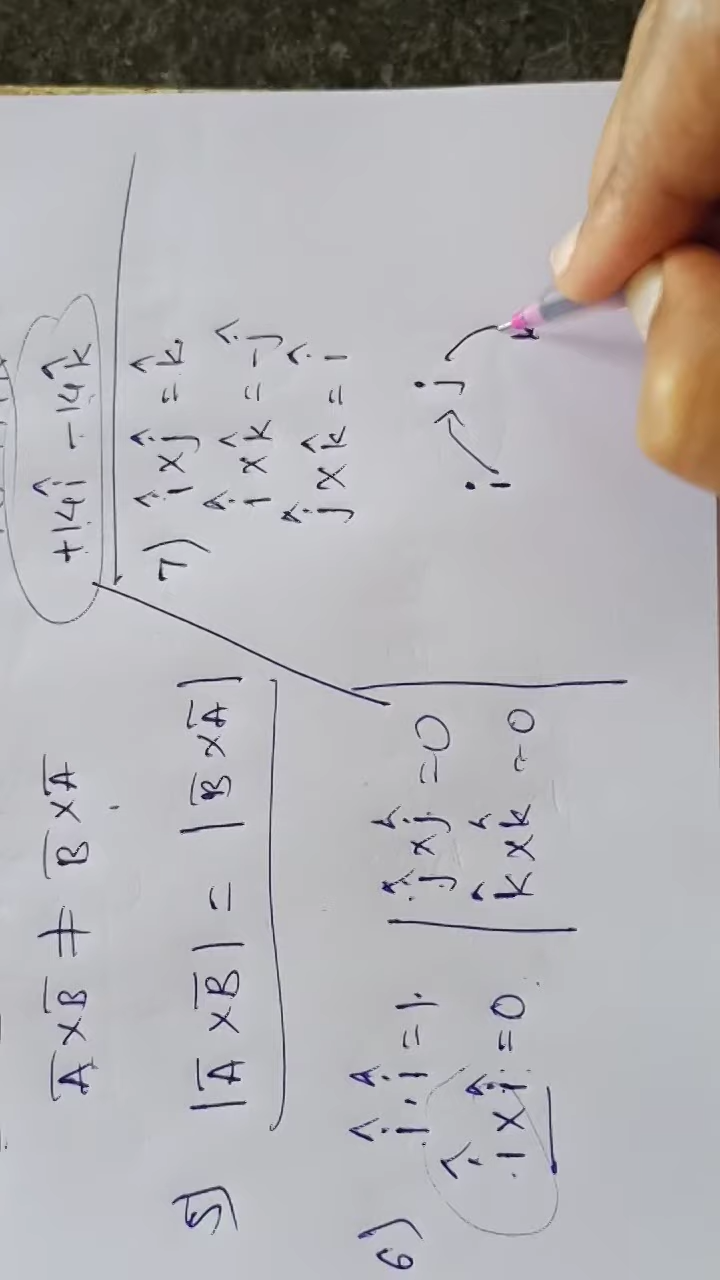 A̅ × B̅ ≠ B̅ × A̅
5) |A̅ × B̅| = |B̅ × A̅|
6) î . î = 1
î × î = 0
ĵ × ĵ = 0
k̂ × k̂ = 0
+14î - 14k̂
7) î × ĵ = k̂
î × k̂ = -ĵ
ĵ × k̂ = î
i → j k